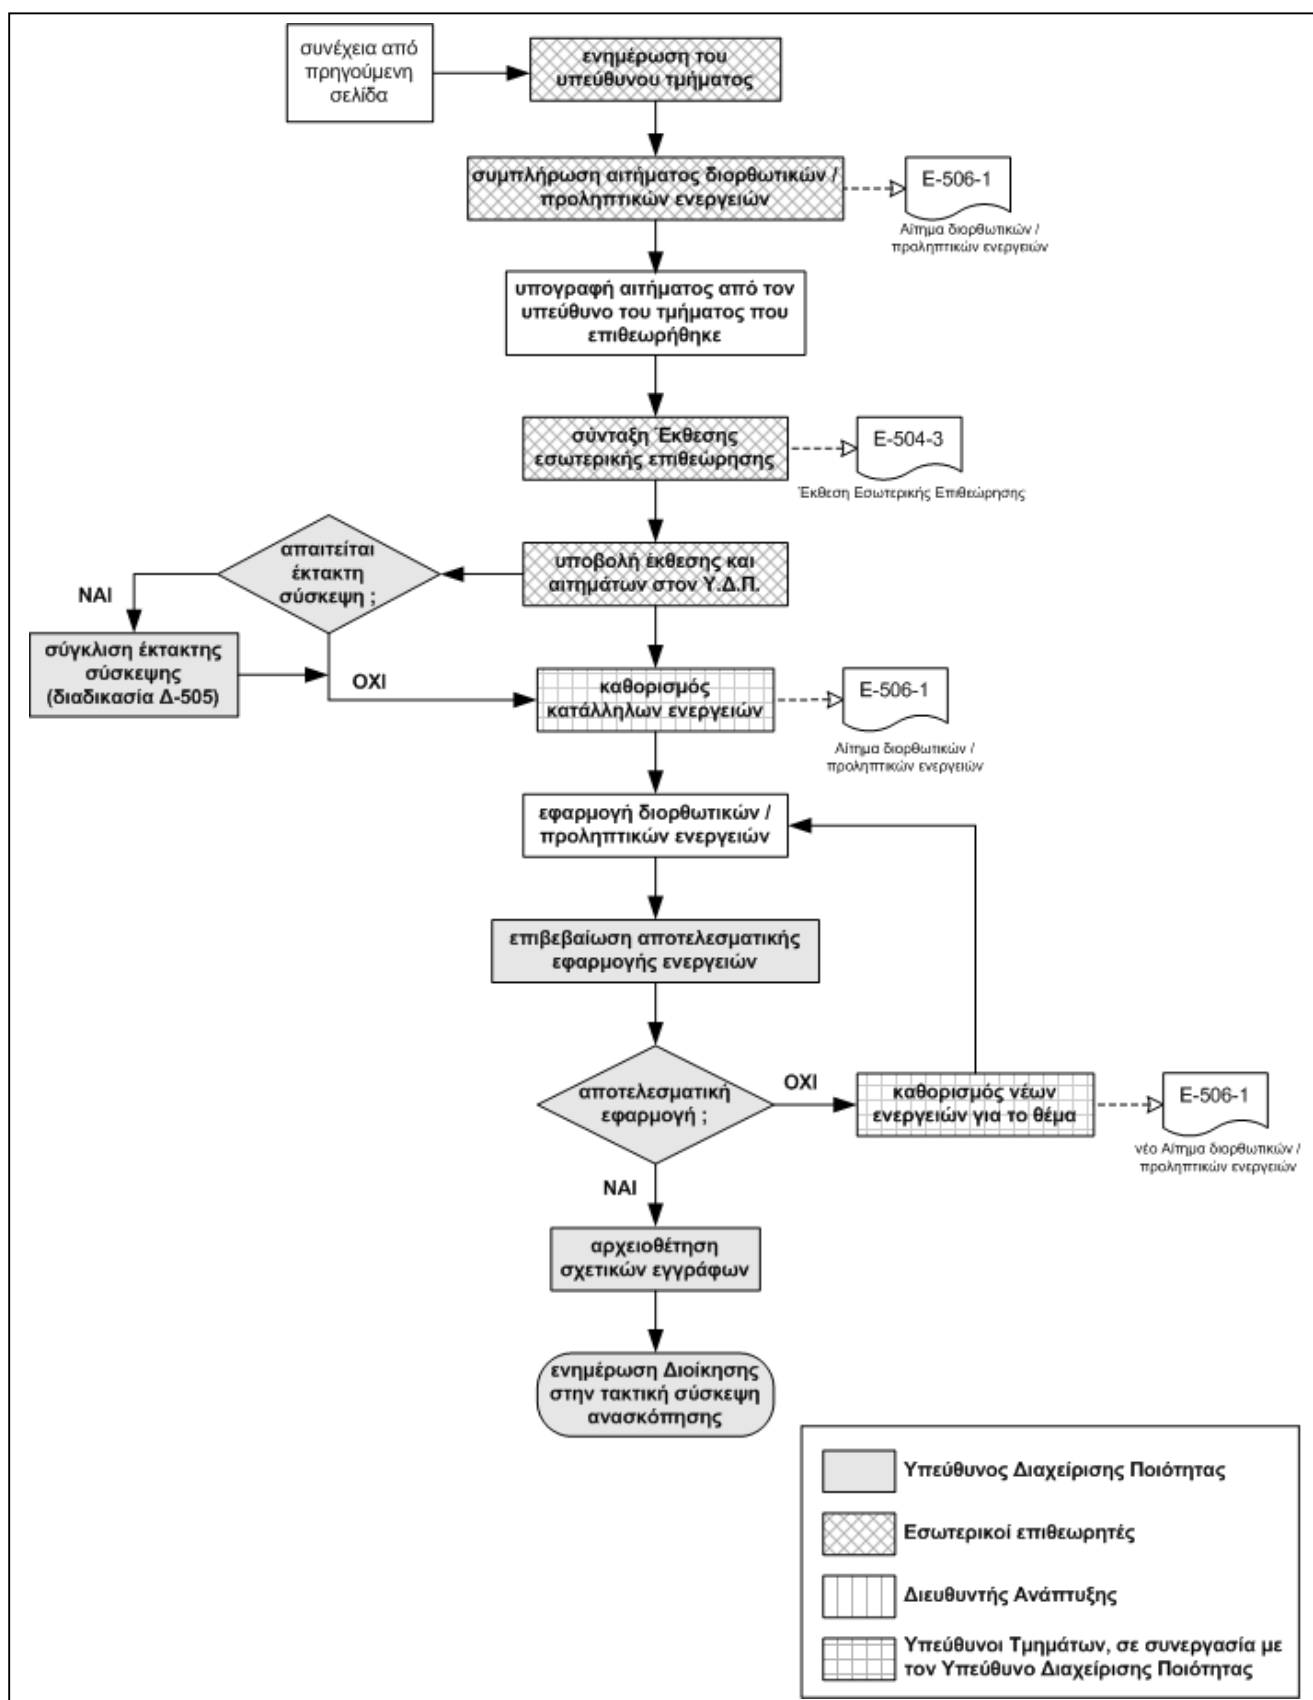 συνέχεια από
πρηγούμενη
σελίδα
ενημέρωση του
υπεύθυνου τμήματος
συμπλήρωση αιτήματος διορθωτικών /
προληπτικών ενεργειών
Ε-506-1
Αίτημα διορθωτικών /
προληπτικών ενεργειών
υπογραφή αιτήματος από τον
υπεύθυνο του τμήματος που
επιθεωρήθηκε
σύνταξη Έκθεσης
εσωτερικής επιθεώρησης
Ε-504-3
Έκθεση Εσωτερικής Επιθεώρησης
απαιτείται
έκτακτη
σύσκεψη ;
υποβολή έκθεσης και
αιτημάτων στον Υ.Δ.Π.
ΝΑΙ
σύγκλιση έκτακτης
σύσκεψης
(διαδικασία Δ-505)
ΟΧΙ
καθορισμός
κατάλληλων ενεργειών
Ε-506-1
Αίτημα διορθωτικών /
προληπτικών ενεργειών
εφαρμογή διορθωτικών /
προληπτικών ενεργειών
επιβεβαίωση αποτελεσματικής
εφαρμογής ενεργειών
αποτελεσματική
εφαρμογή ;
ΟΧΙ
καθορισμός νέων
ενεργειών για το θέμα
Ε-506-1
νέο Αίτημα διορθωτικών /
προληπτικών ενεργειών
ΝΑΙ
αρχειοθέτηση
σχετικών εγγράφων
ενημέρωση Διοίκησης
στην τακτική σύσκεψη
ανασκόπησης
Υπεύθυνος Διαχείρισης Ποιότητας
Εσωτερικοί επιθεωρητές
Διευθυντής Ανάπτυξης
Υπεύθυνοι Τμημάτων, σε συνεργασία με
τον Υπεύθυνο Διαχείρισης Ποιότητας